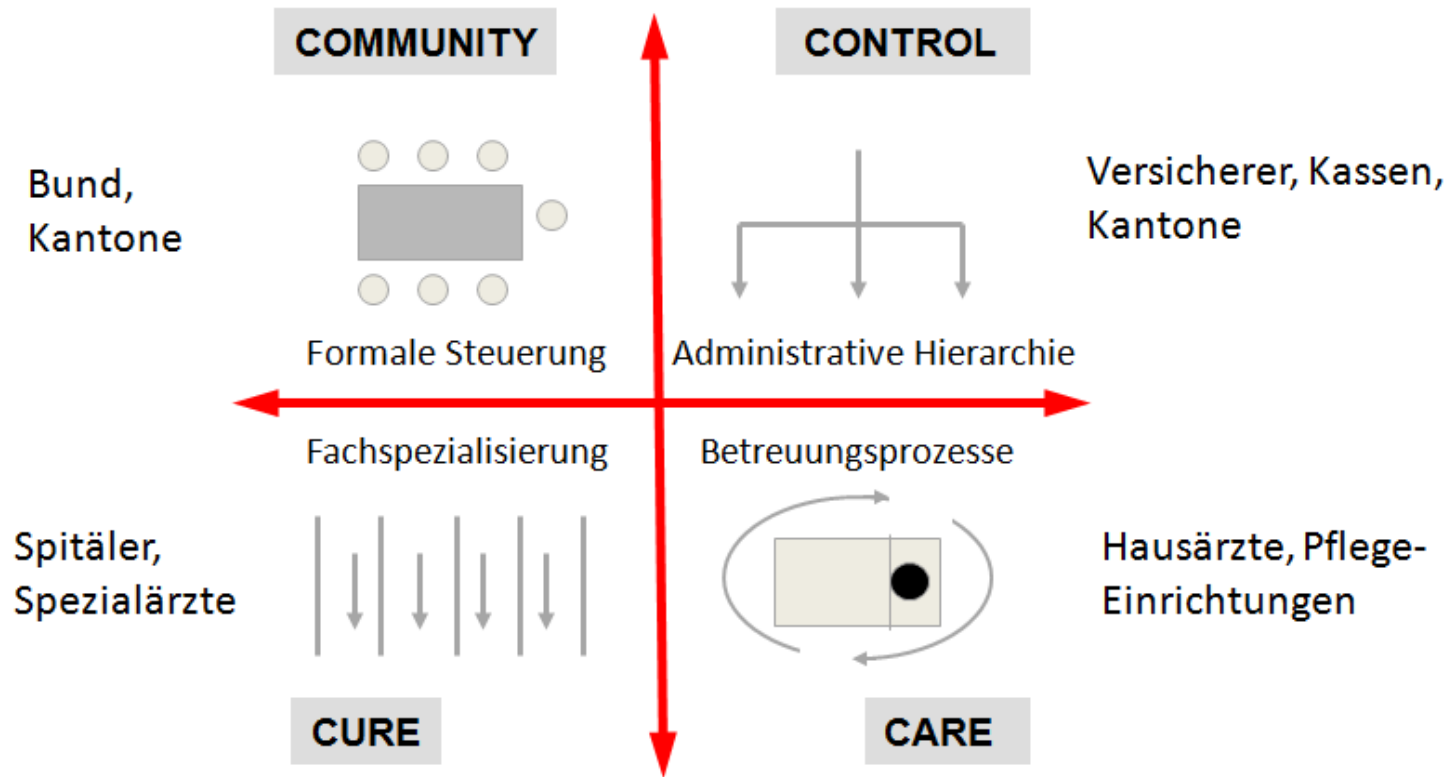 COMMUNITY
CONTROL
Bund,
Kantone
Versicherer, Kassen,
Kantone
Formale Steuerung
Administrative Hierarchie
Fachspezialisierung
Betreuungsprozesse
Spitäler,
Spezialärzte
Hausärzte, Pflege-
Einrichtungen
CURE
CARE